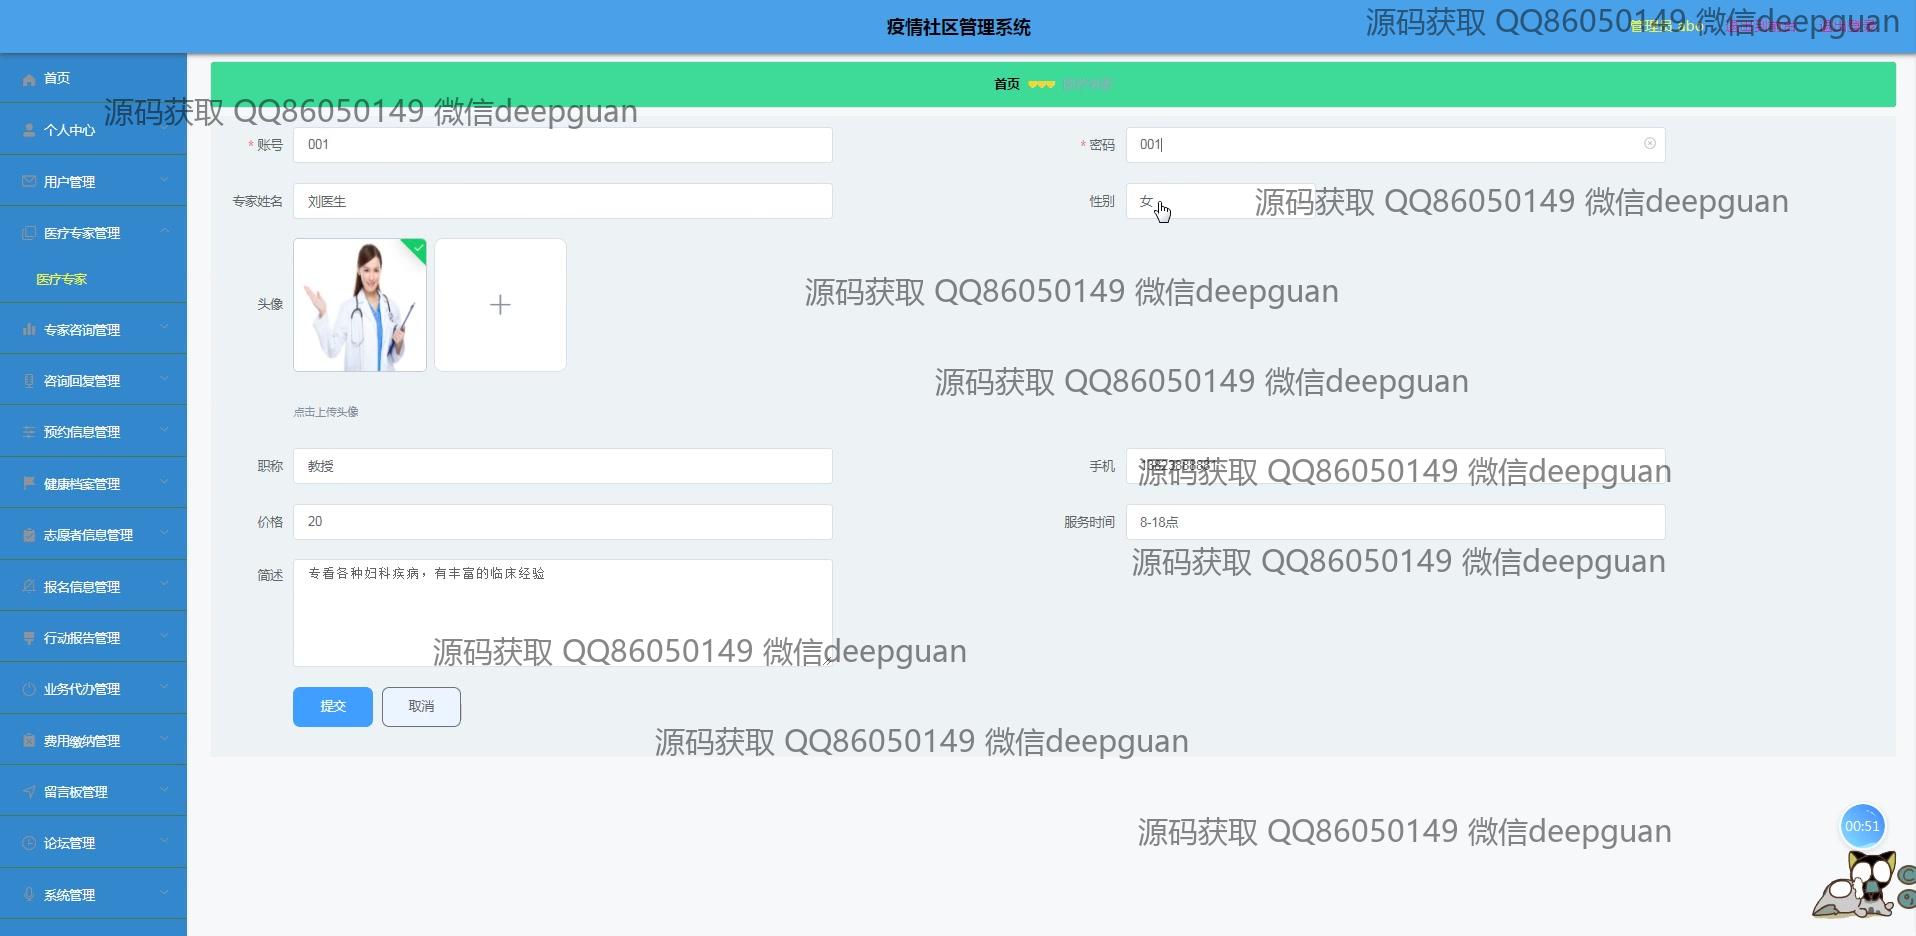 疫情社区管理系统
源码获取 QQ86050149 微信deepguan
管理员 abo
首页
首页
源码获取 QQ86050149 微信deepguan
个人中心
* 账号 001
* 密码 001
用户管理
专家姓名 刘医生
性别 女
源码获取 QQ86050149 微信deepguan
医疗专家管理
医疗专家
头像
源码获取 QQ86050149 微信deepguan
专家咨询管理
咨询回复管理
源码获取 QQ86050149 微信deepguan
点击上传头像
预约信息管理
职称 教授
手机
源码获取 QQ86050149 微信deepguan
健康档案管理
价格 20
服务时间 8-18点
志愿者信息管理
源码获取 QQ86050149 微信deepguan
简述 专看各种妇科疾病，有丰富的临床经验
报名信息管理
行动报告管理
源码获取 QQ86050149 微信deepguan
业务代办管理
提交
取消
费用缴纳管理
源码获取 QQ86050149 微信deepguan
留言板管理
论坛管理
源码获取 QQ86050149 微信deepguan
00:51
系统管理